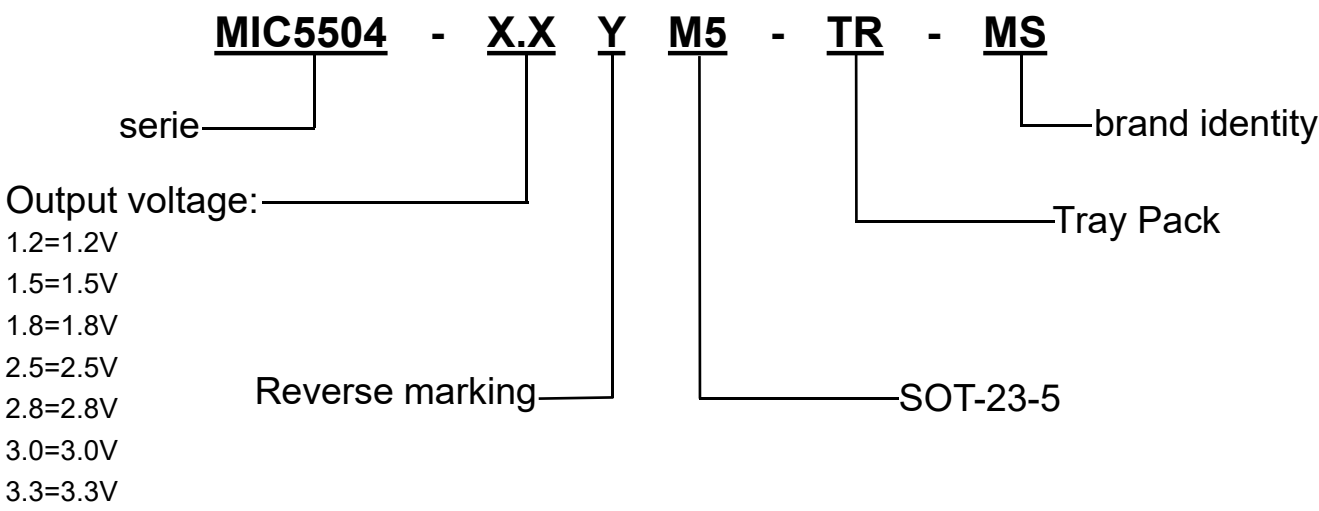 MIC5504 - X.X Y M5 - TR - MS
serie
brand identity
Output voltage:
1.2=1.2V
1.5=1.5V
1.8=1.8V
2.5=2.5V
2.8=2.8V
3.0=3.0V
3.3=3.3V
Tray Pack
Reverse marking
SOT-23-5